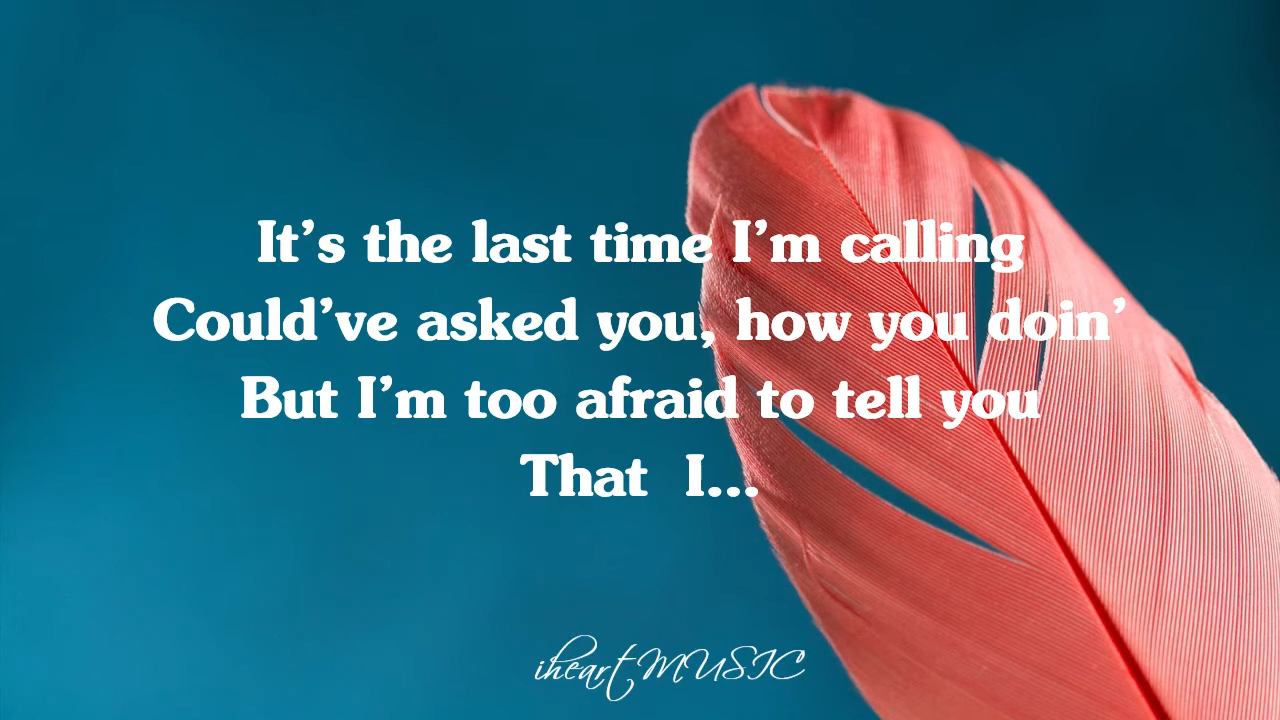 It’s the last time I’m calling
Could’ve asked you, how you doin’
But I’m too afraid to tell you
That  I...
iheartMUSIC